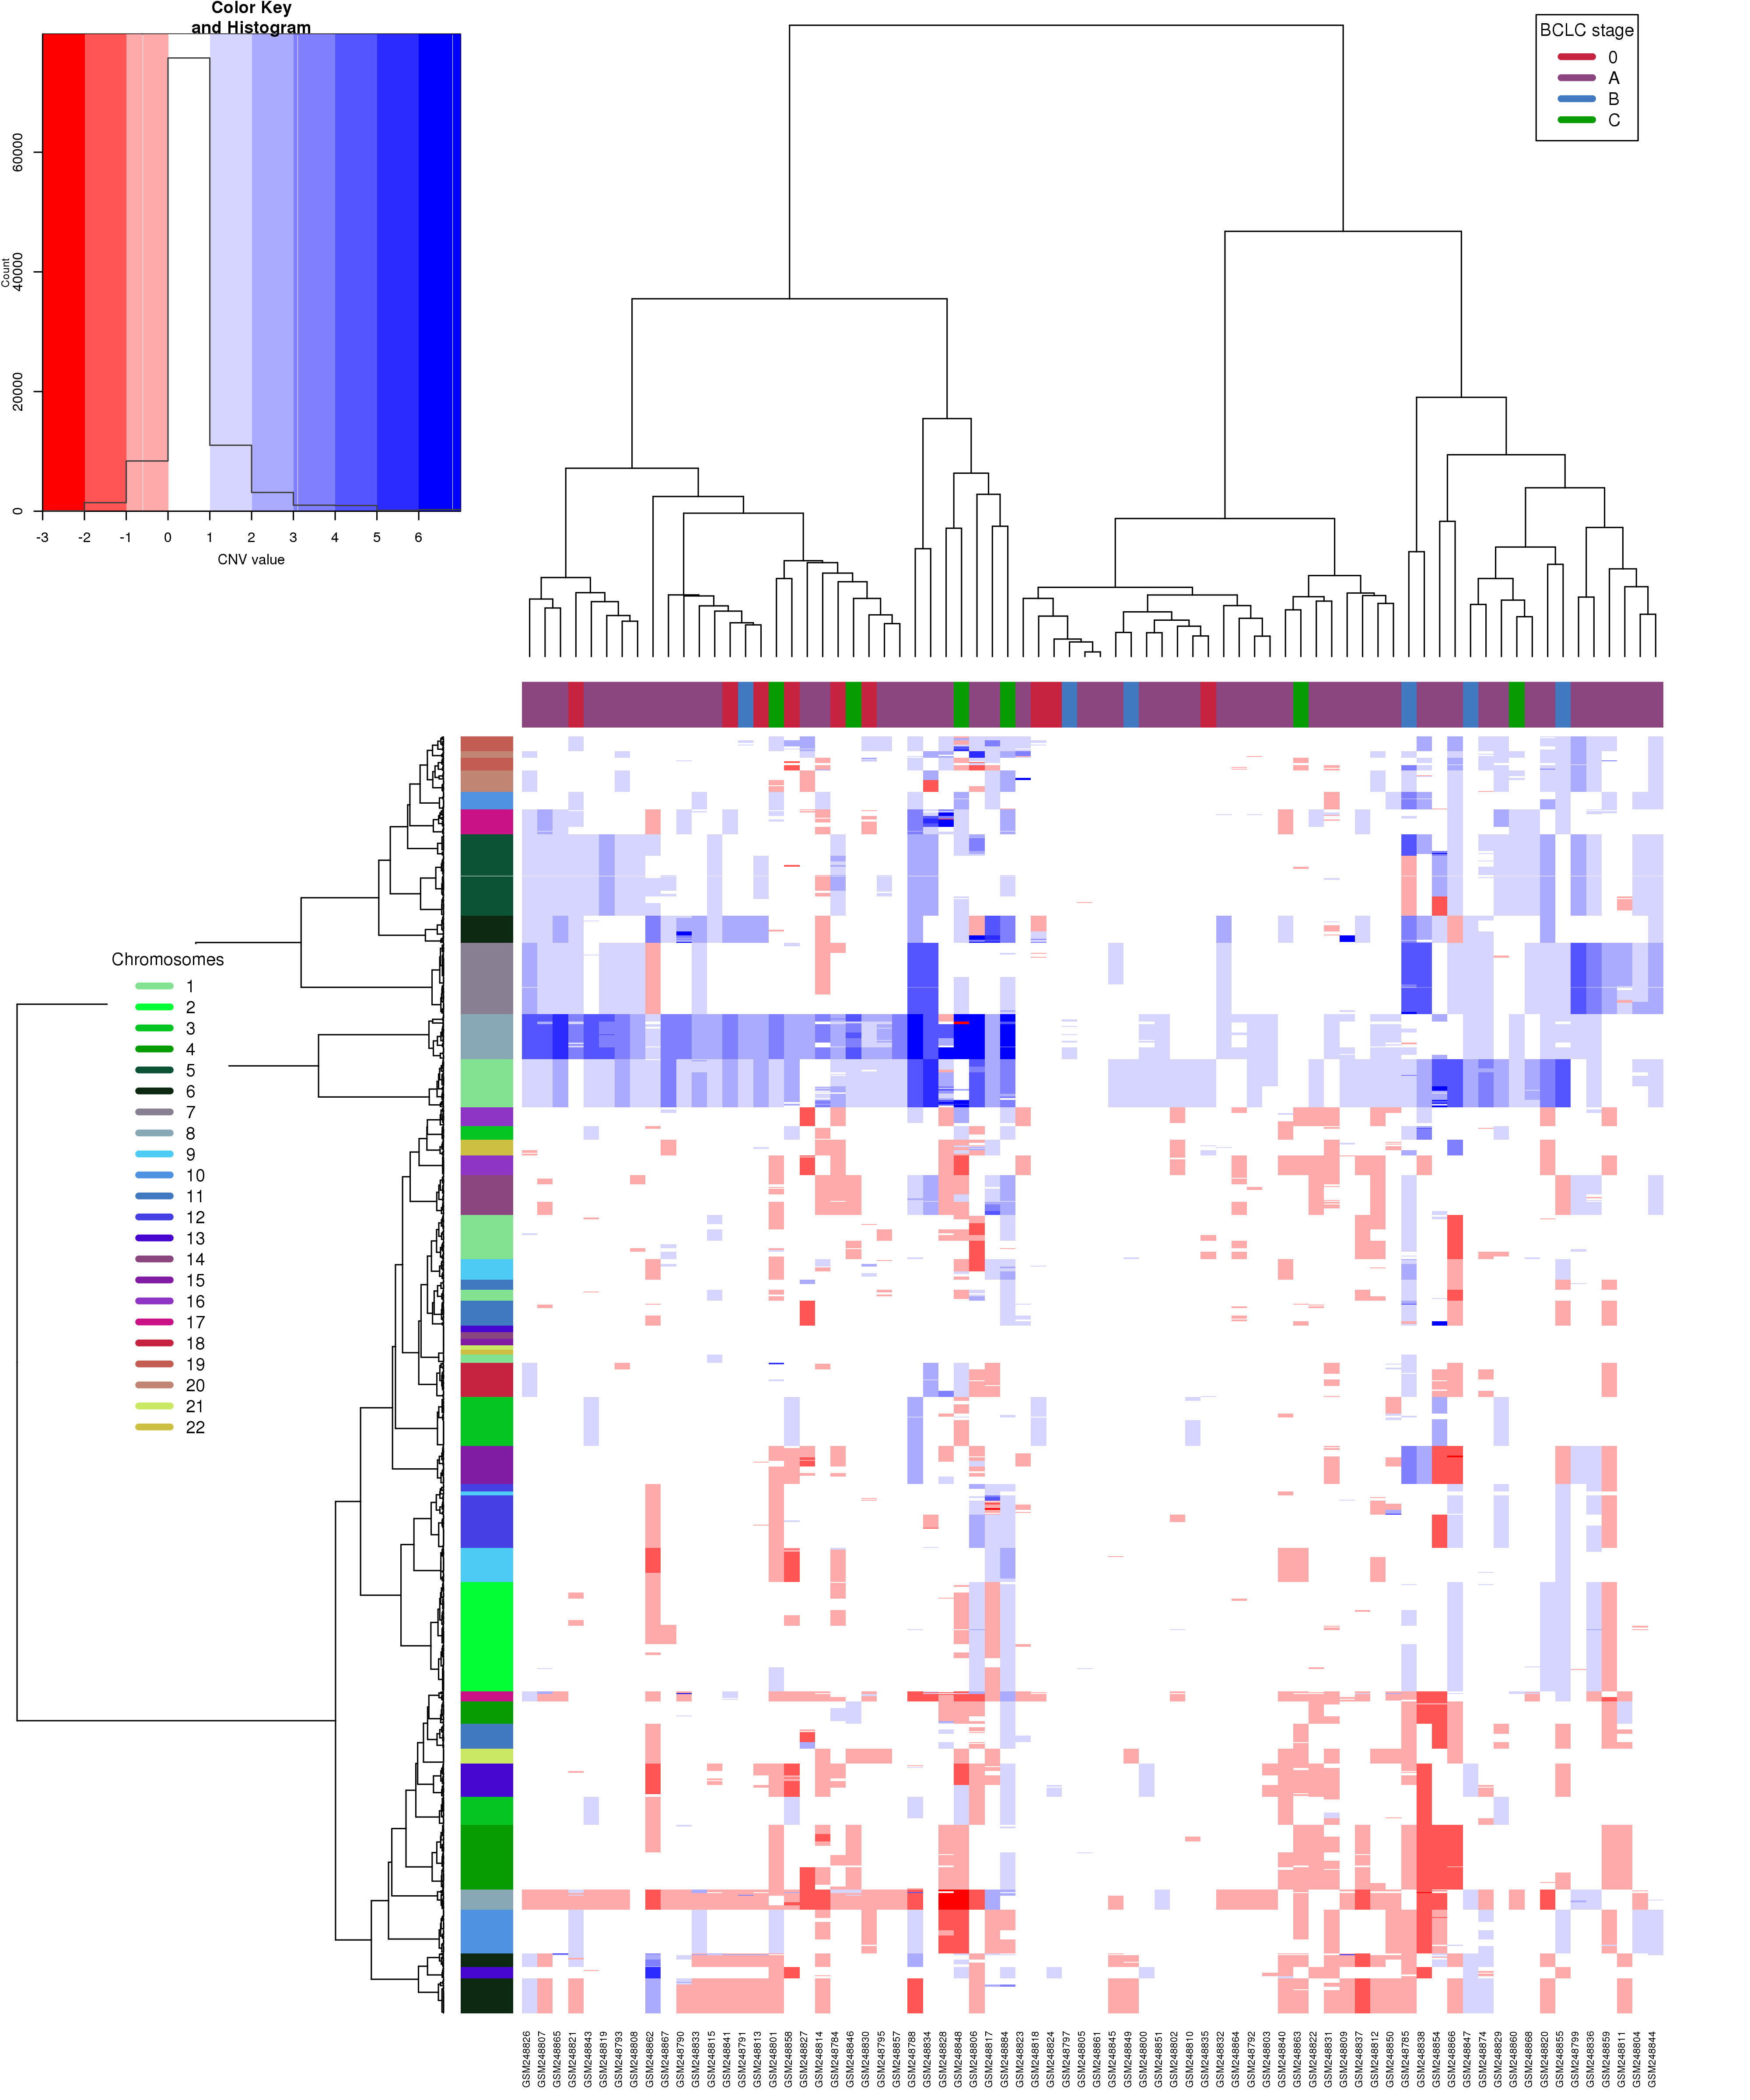 Color Key
and Histogram
Count
0
20000
40000
60000
-3
-2
-1
0
1
2
3
4
5
6
CNV value
BCLC stage
0
A
B
C
Chromosomes
1
2
3
4
5
6
7
8
9
10
11
12
13
14
15
16
17
18
19
20
21
22
GSM248826
GSM248807
GSM248865
GSM248821
GSM248843
GSM248819
GSM248793
GSM248808
GSM248862
GSM248867
GSM248790
GSM248833
GSM248815
GSM248841
GSM248791
GSM248813
GSM248801
GSM248858
GSM248827
GSM248814
GSM248784
GSM248846
GSM248830
GSM248795
GSM248857
GSM248788
GSM248834
GSM248828
GSM248848
GSM248806
GSM248817
GSM248884
GSM248823
GSM248818
GSM248824
GSM248797
GSM248805
GSM248861
GSM248845
GSM248849
GSM248800
GSM248851
GSM248802
GSM248810
GSM248835
GSM248832
GSM248864
GSM248792
GSM248803
GSM248840
GSM248863
GSM248822
GSM248831
GSM248809
GSM248837
GSM248812
GSM248850
GSM248785
GSM248838
GSM248854
GSM248866
GSM248847
GSM248874
GSM248829
GSM248860
GSM248868
GSM248820
GSM248855
GSM248799
GSM248836
GSM248859
GSM248811
GSM248804
GSM248844